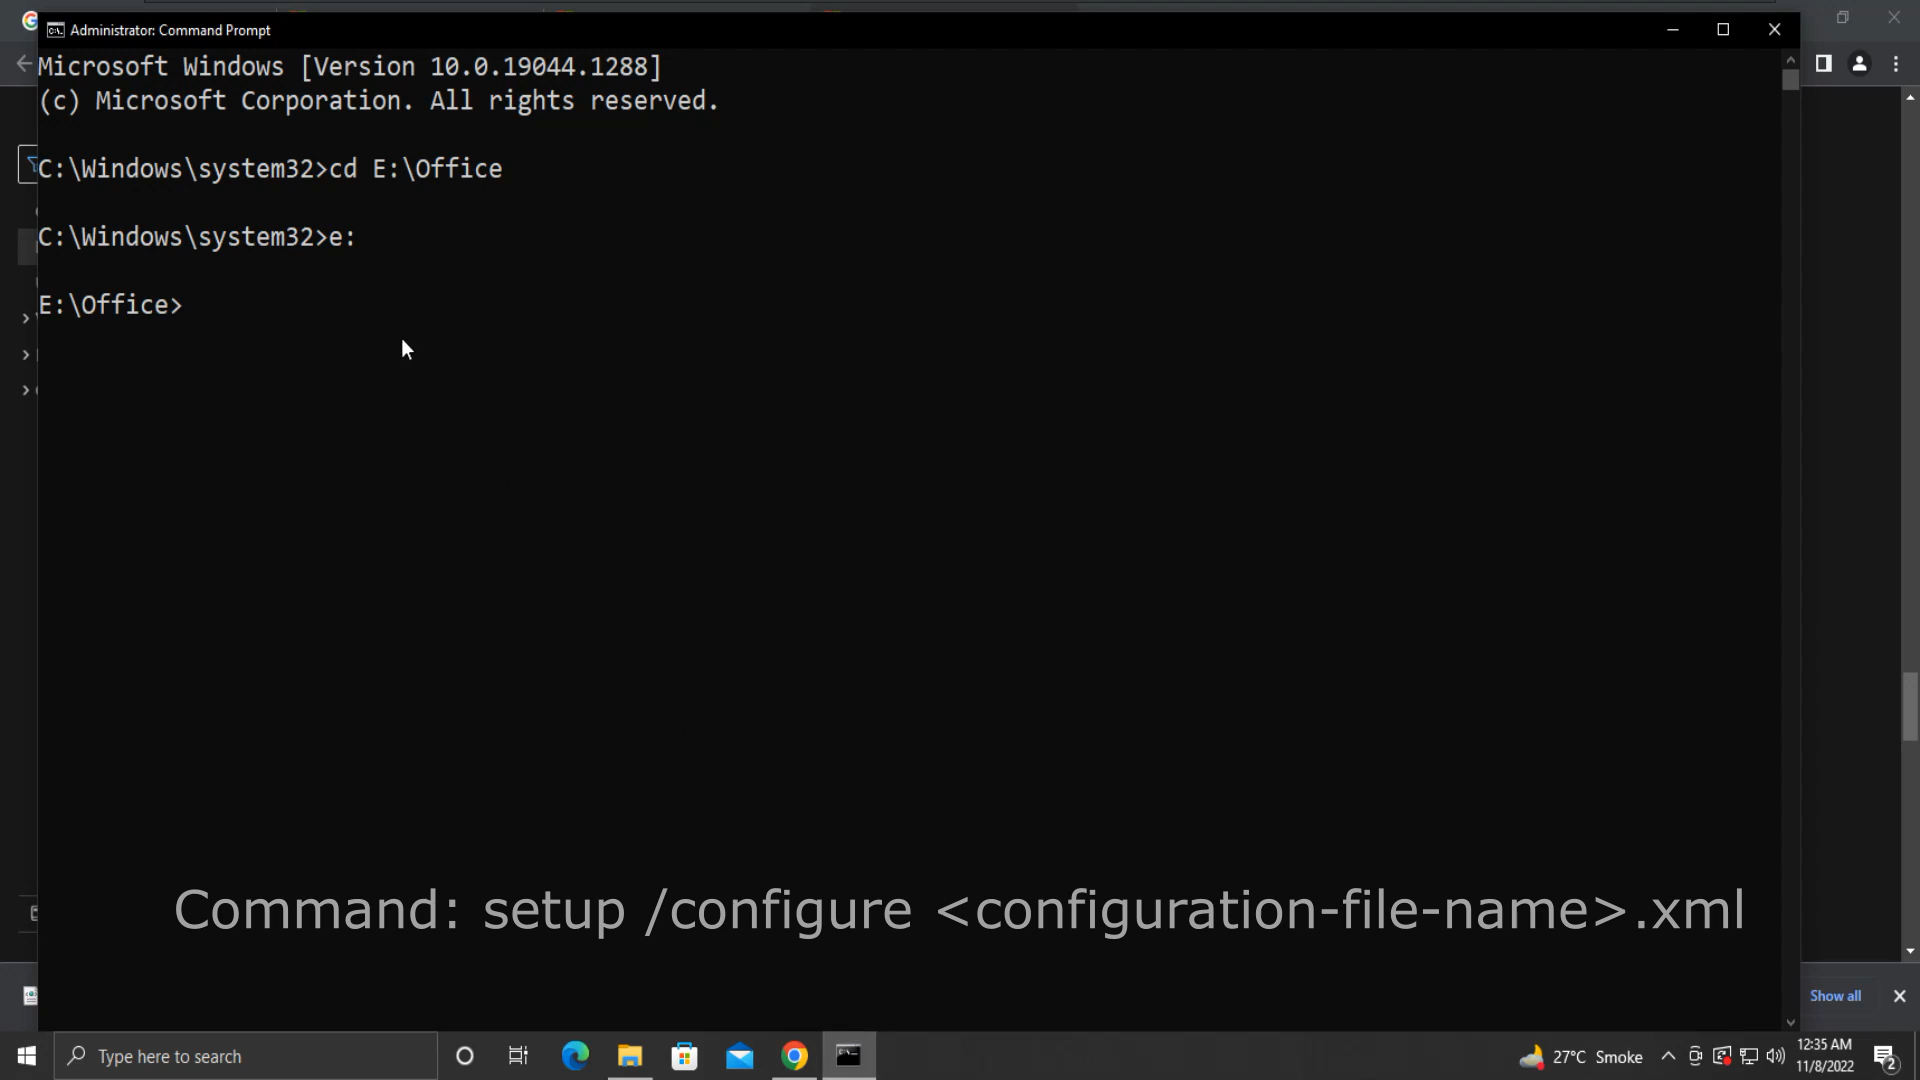 Administrator: Command Prompt
Microsoft Windows [Version 10.0.19044.1288]
(c) Microsoft Corporation. All rights reserved.
C:\Windows\system32>cd E:\Office
C:\Windows\system32>e:
E:\Office>
Command: setup /configure <configuration-file-name>.xml
Show all
Type here to search
27°C Smoke
12:35 AM
11/8/2022
2